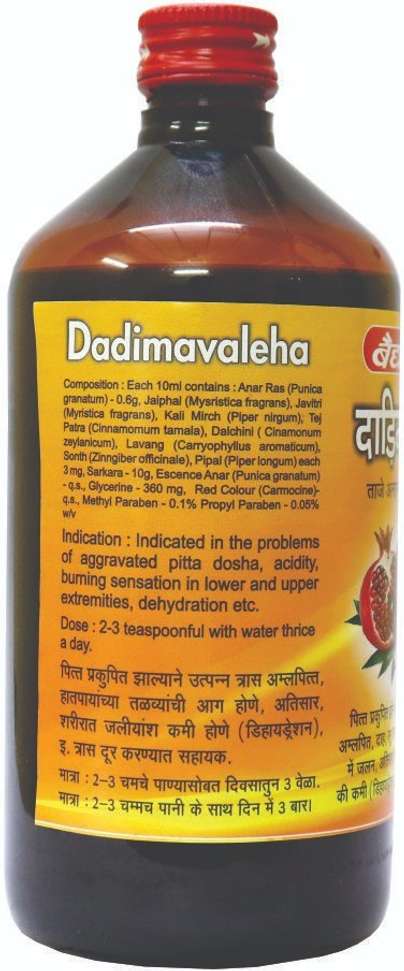 Dadimavaleha
Composition : Each 10ml contains : Anar Ras (Punica
granatum) - 0.6g, Jaiphal (Mysristica fragrans), Javitri
(Myristica fragrans), Kali Mirch (Piper nirgum), Tej
Patra (Cinnamomum tamala), Dalchini ( Cinamonum
zeylanicum), Lavang (Carryophyllus aromaticum),
Sonth (Zinngiber officinale), Pipal (Piper longum) each
3 mg, Sarkara - 10g, Escence Anar (Punica granatum)
- q.s., Glycerine - 360 mg, Red Colour (Carmocine)-
q.s., Methyl Paraben - 0.1% Propyl Paraben - 0.05%
w/v
Indication : Indicated in the problems
of aggravated pitta dosha, acidity,
burning sensation in lower and upper
extremities, dehydration etc.
Dose : 2-3 teaspoonful with water thrice
a day.
पित्त प्रकुपित झाल्याने उत्पन्न त्रास अम्लपित्त,
हातपायाच्या तळव्यांची आग होणे, अतिसार,
शरीरात जलीयांश कमी होणे (डिहायड्रेशन),
इ. त्रास दूर करण्यात सहायक.
मात्रा : २-३ चमचे पाण्यासोबत दिवसातुन 3 वेळा.
मात्रा : २-३ चम्मच पानी के साथ दिन में 3 बार।
बैद्य
दाड़ि
ताजे
पित्त प्रकुपित
अम्लपित, दाह,
में जलन,
की कमी